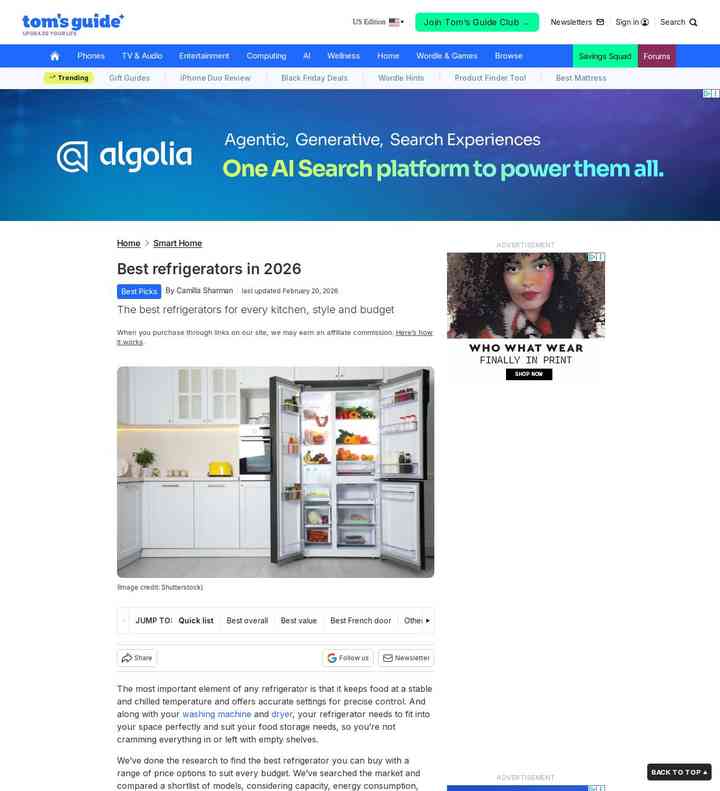 tom's guide
UPGRADE YOUR LIFE
US Edition
Join Tom's Guide Club →
Newsletters
Sign in
Search
Phones
TV & Audio
Entertainment
Computing
AI
Wellness
Home
Wordle & Games
Browse
Savings Squad
Forums
Trending
Gift Guides
iPhone Duo Review
Black Friday Deals
Wordle Hints
Product Finder Tool
Best Mattress
algolia
Agentic, Generative, Search Experiences
One AI Search platform to power them all.
Home > Smart Home
Best refrigerators in 2026
Best Picks By Camilla Sharman last updated February 20, 2026
The best refrigerators for every kitchen, style and budget
When you purchase through links on our site, we may earn an affiliate commission. Here's how
it works.
(Image credit: Shutterstock)
JUMP TO: Quick list Best overall Best value Best French door Other
Share
Follow us
Newsletter
The most important element of any refrigerator is that it keeps food at a stable
and chilled temperature and offers accurate settings for precise control. And
along with your washing machine and dryer, your refrigerator needs to fit into
your space perfectly and suit your food storage needs, so you're not
cramming everything in or left with empty shelves.
We've done the research to find the best refrigerator you can buy with a
range of price options to suit every budget. We've searched the market and
compared a shortlist of models, considering capacity, energy consumption,
ADVERTISEMENT
WHO WHAT WEAR
FINALLY IN PRINT
SHOP NOW
ADVERTISEMENT
BACK TO TOP